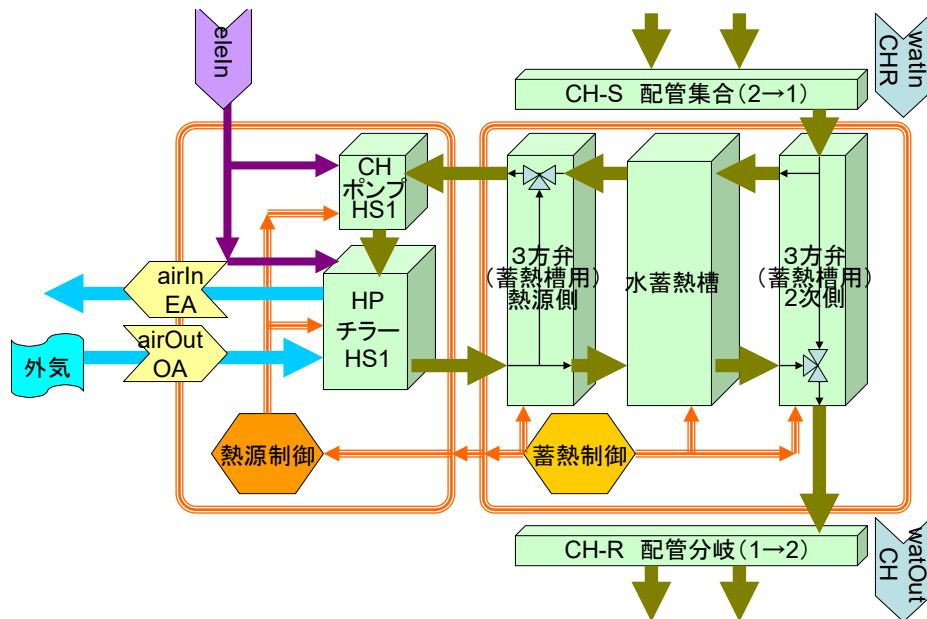 eleIn
watIn
CHR
CH-S 配管集合(2→1)
CH
ポンプ
HS1
3方弁
(蓄熱槽用)
熱源側
水蓄熱槽
3方弁
(蓄熱槽用)
2次側
airIn
EA
HP
チラー
HS1
airOut
OA
外気
熱源制御
蓄熱制御
CH-R 配管分岐(1→2)
watOut
CH